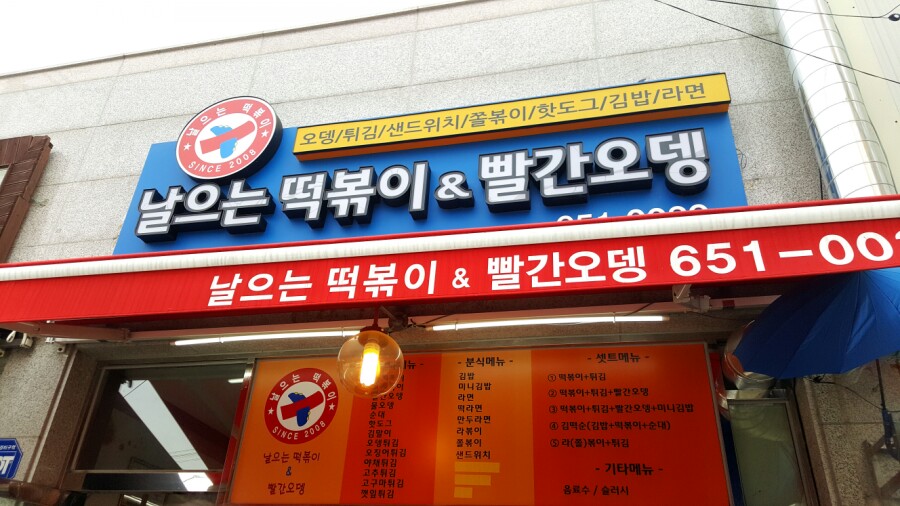 날으는 떡볶이
SINCE 2008
오뎅/튀김/샌드위치/쫄볶이/핫도그/김밥/라면
날으는 떡볶이 & 빨간오뎅
날으는 떡볶이 & 빨간오뎅 651-00
날으는 떡볶이
SINCE 2008
날으는 떡볶이
&
빨간오뎅
물오뎅
순대
핫도그
김말이
오뎅튀김
오징어튀김
야채튀김
고추튀김
고구마튀김
깻잎튀김
- 분식메뉴 -
김밥
미니김밥
라면
떡라면
만두라면
라볶이
쫄볶이
샌드위치
- 셋트메뉴 -
① 떡볶이+튀김
② 떡볶이+튀김+빨간오뎅
③ 떡볶이+튀김+빨간오뎅+미니김밥
④ 김떡순(김밥+떡볶이+순대)
⑤ 라(쫄)볶이+튀김
- 기타메뉴 -
음료수 / 슬러시